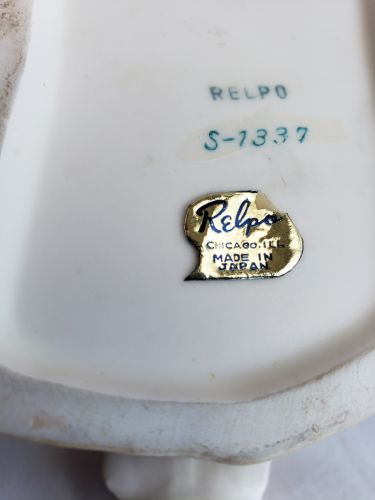 RELPO
S-1337
Relpo
CHICAGO. ILL
MADE IN
JAPAN